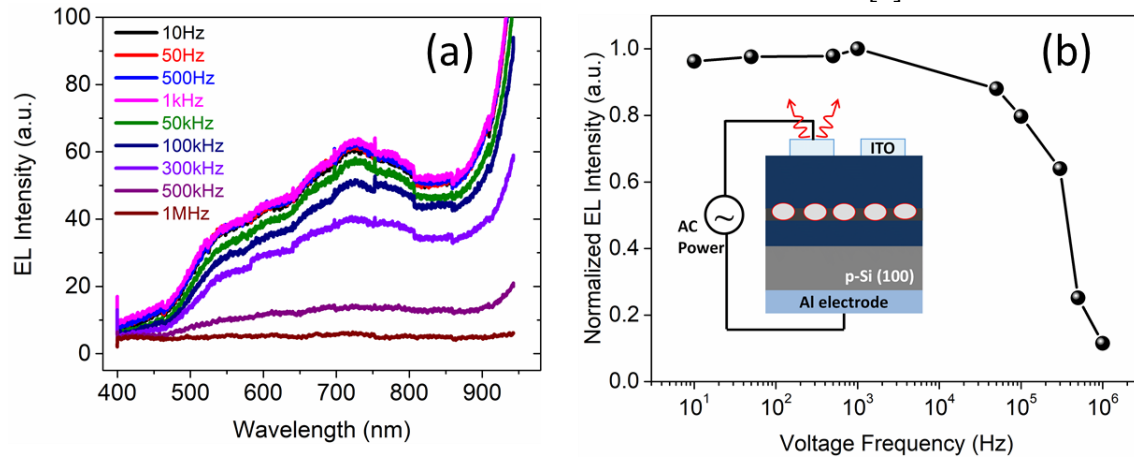 [3]
(a)
100
80
60
40
20
0
EL Intensity (a.u.)
10Hz
50Hz
500Hz
1kHz
50kHz
100kHz
300kHz
500kHz
1MHz
400 500 600 700 800 900
Wavelength (nm)
(b)
1.0
0.8
0.6
0.4
0.2
0.0
Normalized EL Intensity (a.u.)
ITO
AC
Power
~
p-Si (100)
Al electrode
10¹ 10² 10³ 10⁴ 10⁵ 10⁶
Voltage Frequency (Hz)